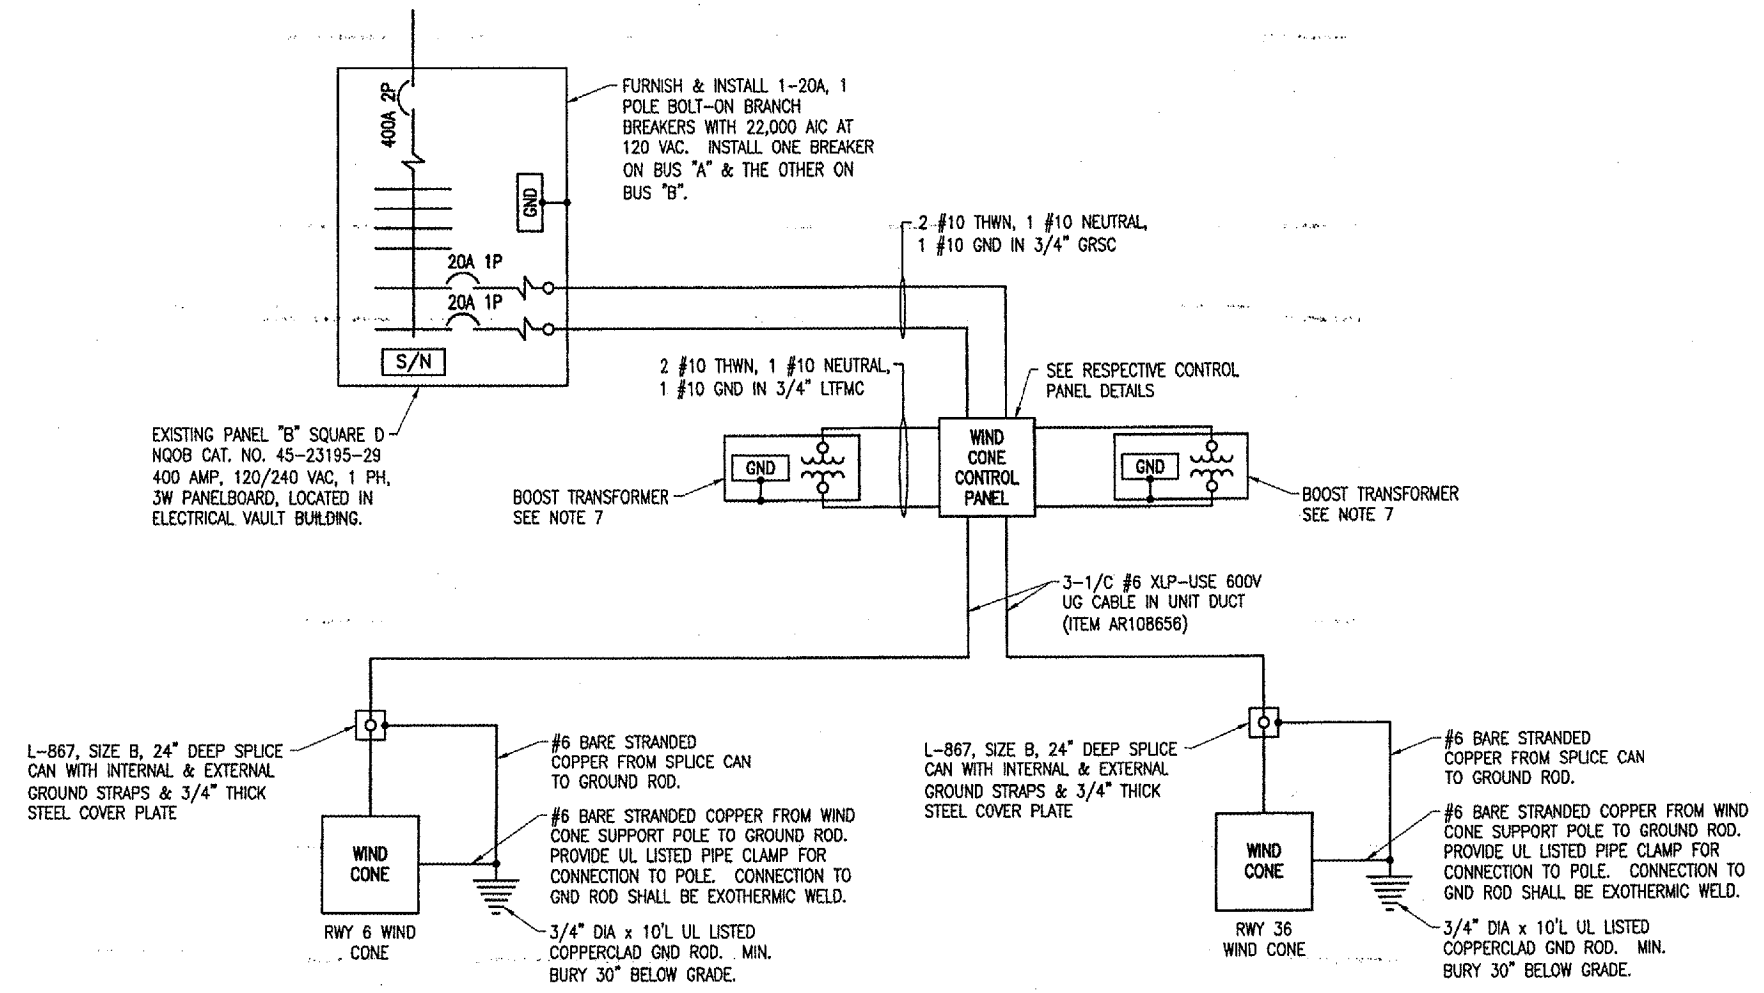 400A 2P
GND
20A 1P
20A 1P
S/N
FURNISH & INSTALL 1-20A, 1
POLE BOLT-ON BRANCH
BREAKERS WITH 22,000 AIC AT
120 VAC. INSTALL ONE BREAKER
ON BUS "A" & THE OTHER ON
BUS "B".
2 #10 THWN, 1 #10 NEUTRAL,
1 #10 GND IN 3/4" GRSC
2 #10 THWN, 1 #10 NEUTRAL,
1 #10 GND IN 3/4" LTFMC
SEE RESPECTIVE CONTROL
PANEL DETAILS
EXISTING PANEL "B" SQUARE D
NQOB CAT. NO. 45-23195-29
400 AMP, 120/240 VAC, 1 PH,
3W PANELBOARD, LOCATED IN
ELECTRICAL VAULT BUILDING.
GND
BOOST TRANSFORMER
SEE NOTE 7
WIND
CONE
CONTROL
PANEL
GND
BOOST TRANSFORMER
SEE NOTE 7
3-1/C #6 XLP-USE 600V
UG CABLE IN UNIT DUCT
(ITEM AR108656)
L-867, SIZE B, 24" DEEP SPLICE
CAN WITH INTERNAL & EXTERNAL
GROUND STRAPS & 3/4" THICK
STEEL COVER PLATE
#6 BARE STRANDED
COPPER FROM SPLICE CAN
TO GROUND ROD.
#6 BARE STRANDED COPPER FROM WIND
CONE SUPPORT POLE TO GROUND ROD.
PROVIDE UL LISTED PIPE CLAMP FOR
CONNECTION TO POLE. CONNECTION TO
GND ROD SHALL BE EXOTHERMIC WELD.
WIND
CONE
RWY 6 WIND
CONE
3/4" DIA x 10'L UL LISTED
COPPERCLAD GND ROD. MIN.
BURY 30" BELOW GRADE.
L-867, SIZE B, 24" DEEP SPLICE
CAN WITH INTERNAL & EXTERNAL
GROUND STRAPS & 3/4" THICK
STEEL COVER PLATE
#6 BARE STRANDED
COPPER FROM SPLICE CAN
TO GROUND ROD.
#6 BARE STRANDED COPPER FROM WIND
CONE SUPPORT POLE TO GROUND ROD.
PROVIDE UL LISTED PIPE CLAMP FOR
CONNECTION TO POLE. CONNECTION TO
GND ROD SHALL BE EXOTHERMIC WELD.
WIND
CONE
RWY 36
WIND CONE
3/4" DIA x 10'L UL LISTED
COPPERCLAD GND ROD. MIN.
BURY 30" BELOW GRADE.